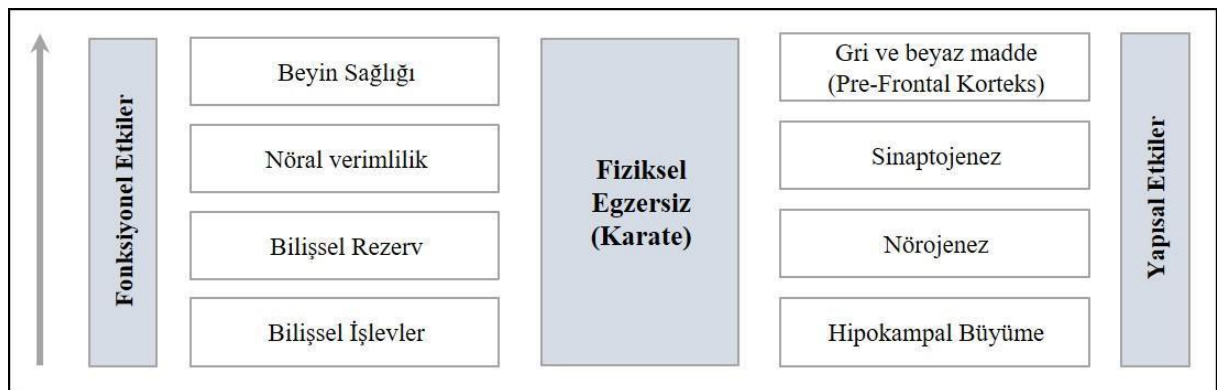 Fonksiyonel Etkiler
Beyin Sağlığı
Nöral verimlilik
Bilişsel Rezerv
Bilişsel İşlevler
Fiziksel
Egzersiz
(Karate)
Gri ve beyaz madde
(Pre-Frontal Korteks)
Sinaptojenez
Nörojenez
Hipokampal Büyüme
Yapısal Etkiler